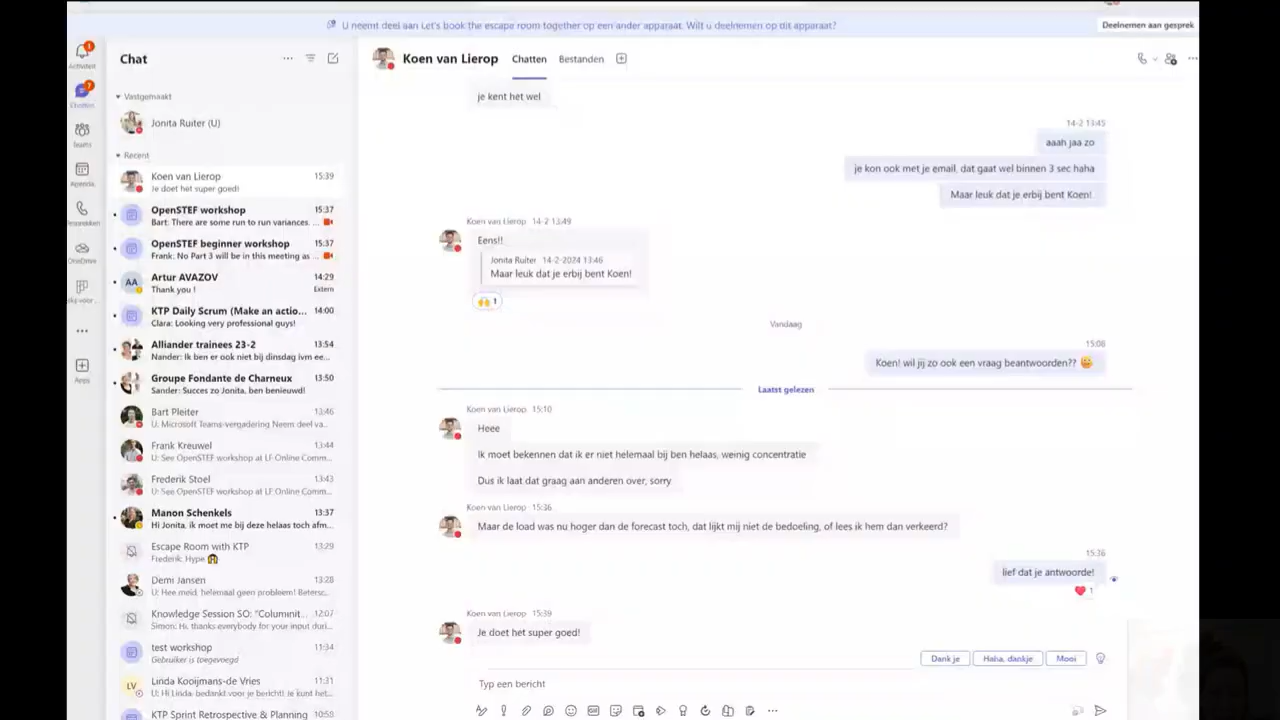 U neemt deel aan Let's book the escape room together op een ander apparaat. Wilt u deelnemen op dit apparaat?
Deelnemen aan gesprek
Activiteit
Chatten
Teams
Agenda
OneDrive
Apps
Chat
Vastgemaakt
Jonita Ruiter (U)
Recent
Koen van Lierop 15:39
Je doet het super goed!
OpenSTEF workshop 15:37
Bart: There are some run to run variances. ...
OpenSTEF beginner workshop 15:37
Frank: No Part 3 will be in this meeting as ...
AA
Artur AVAZOV 14:29
Thank you ! Extern
KTP Daily Scrum (Make an actio... 14:00
Clara: Looking very professional guys!
Alliander trainees 23-2 13:54
Nander: Ik ben er ook niet bij dinsdag ivm ee...
Groupe Fondante de Charneux 13:50
Sander: Succes zo Jonita, ben benieuwd!
Bart Pleiter 13:46
U: Microsoft Teams-vergadering Neem deel va...
Frank Kreuwel 13:44
U: See OpenSTEF workshop at LF Online Comm...
Frederik Stoel 13:43
U: See OpenSTEF workshop at LF Online Comm...
Manon Schenkels 13:37
Hi Jonita, ik moet me bij deze helaas toch afm...
Escape Room with KTP 13:29
Frederik: Hype
Demi Jansen 13:28
U: Hee meid, helemaal geen probleem! Betersc...
Knowledge Session SO: "Columnit... 12:07
Simon: Hi, thanks everybody for your input duri...
test workshop 11:34
Gebruiker is toegevoegd
LV
Linda Kooijmans-de Vries 11:31
U: Hi Linda, bedankt voor je bericht! Je kunt het...
KTP Sprint Retrospective & Planning 10:58
Koen van Lierop Chatten Bestanden
je kent het wel
14-2 13:45
aaah jaa zo
je kon ook met je email, dat gaat wel binnen 3 sec haha
Maar leuk dat je erbij bent Koen!
Koen van Lierop 14-2 13:49
Eens!!
Jonita Ruiter 14-2-2024 13:46
Maar leuk dat je erbij bent Koen!
1
Vandaag
15:08
Koen! wil jij zo ook een vraag beantwoorden??
Laatst gelezen
Koen van Lierop 15:10
Heee
Ik moet bekennen dat ik er niet helemaal bij ben helaas, weinig concentratie
Dus ik laat dat graag aan anderen over, sorry
Koen van Lierop 15:36
Maar de load was nu hoger dan de forecast toch, dat lijkt mij niet de bedoeling, of lees ik hem dan verkeerd?
15:36
lief dat je antwoorde!
1
Koen van Lierop 15:39
Je doet het super goed!
Dank je
Haha, dankje
Mooi
Typ een bericht